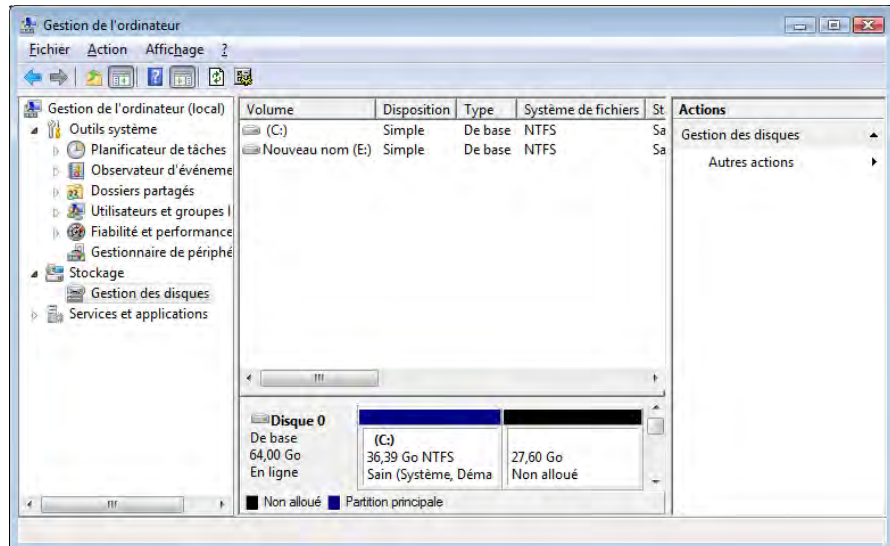 Gestion de l'ordinateur
Fichier Action Affichage ?
Gestion de l'ordinateur (local)
Outils système
Planificateur de tâches
Observateur d'événeme
Dossiers partagés
Utilisateurs et groupes l
Fiabilité et performance
Gestionnaire de périphé
Stockage
Gestion des disques
Services et applications
Volume Disposition Type Système de fichiers St
(C:) Simple De base NTFS Sa
Nouveau nom (E:) Simple De base NTFS Sa
Actions
Gestion des disques
Autres actions
Disque 0
De base
64,00 Go
En ligne
(C:)
36,39 Go NTFS
Sain (Système, Déma
27,60 Go
Non alloué
Non alloué Partition principale